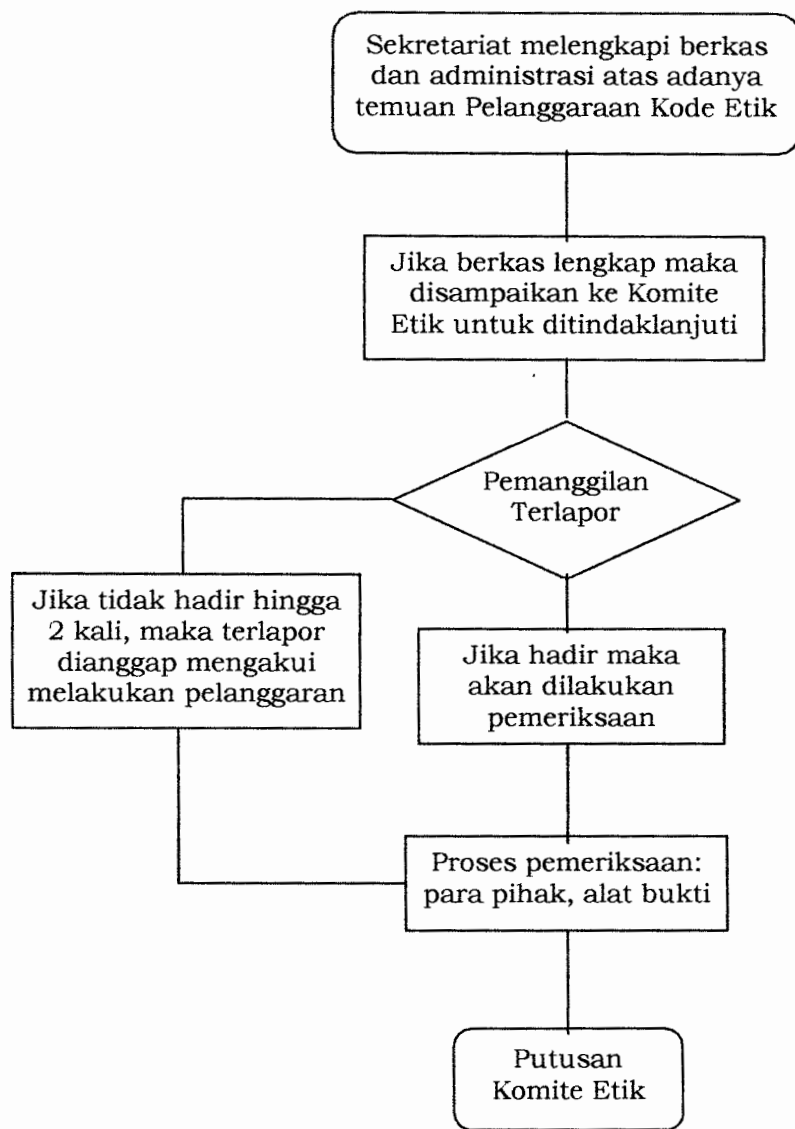 Sekretariat melengkapi berkas
dan administrasi atas adanya
temuan Pelanggaraan Kode Etik
Jika berkas lengkap maka
disampaikan ke Komite
Etik untuk ditindaklanjuti
Pemanggilan
Terlapor
Jika tidak hadir hingga
2 kali, maka terlapor
dianggap mengakui
melakukan pelanggaran
Jika hadir maka
akan dilakukan
pemeriksaan
Proses pemeriksaan:
para pihak, alat bukti
Putusan
Komite Etik